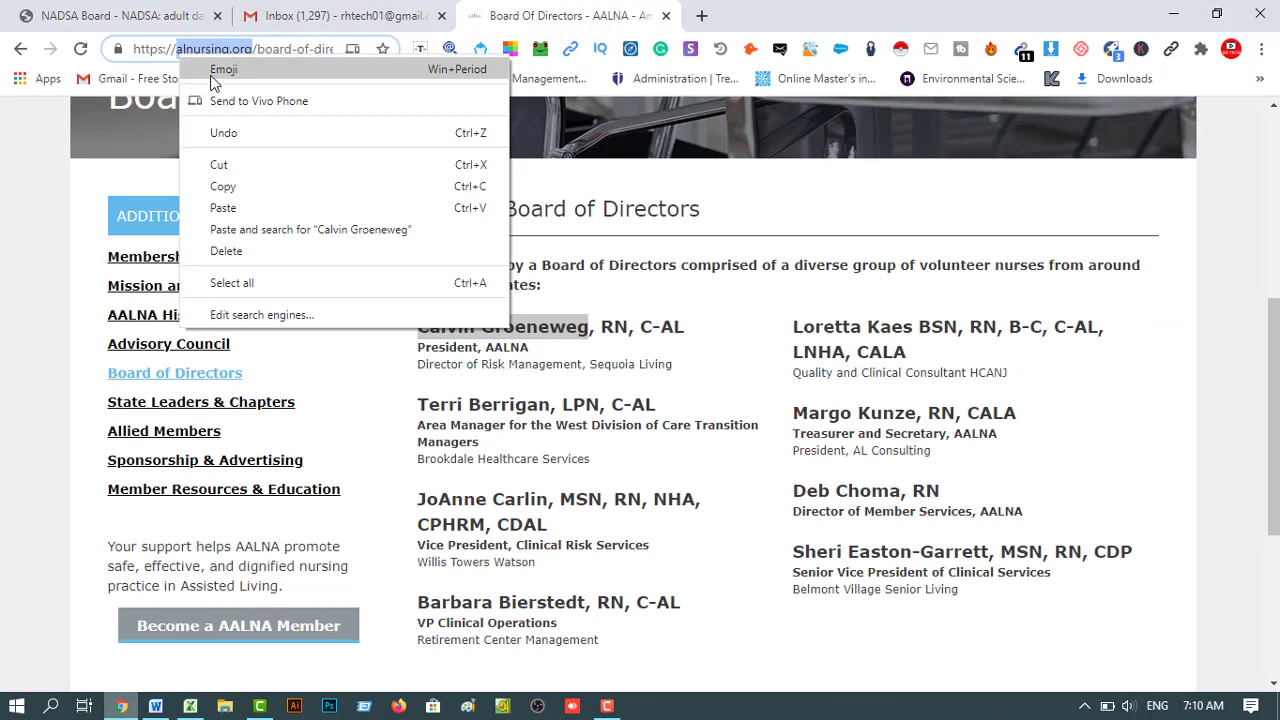 NADSA Board - NADSA: adult da
Inbox (1,297) - rhtech01@gmail.c
Board Of Directors - AALNA - Am
https://alnursing.org/board-of-dire
Apps
Gmail - Free Sto
Management...
Administration | Tre...
Online Master's in...
Environmental Scie...
Downloads
Emoji Win+Period
Send to Vivo Phone
Undo Ctrl+Z
Cut Ctrl+X
Copy Ctrl+C
Paste Ctrl+V
Paste and search for “Calvin Groeneweg”
Delete
Select all Ctrl+A
Edit search engines...
ADDITIO
Membersh
Mission an
AALNA His
Advisory Council
Board of Directors
State Leaders & Chapters
Allied Members
Sponsorship & Advertising
Member Resources & Education
Your support helps AALNA promote
safe, effective, and dignified nursing
practice in Assisted Living.
Become a AALNA Member
Board of Directors
by a Board of Directors comprised of a diverse group of volunteer nurses from around
ates:
Calvin Groeneweg, RN, C-AL
President, AALNA
Director of Risk Management, Sequoia Living
Terri Berrigan, LPN, C-AL
Area Manager for the West Division of Care Transition
Managers
Brookdale Healthcare Services
JoAnne Carlin, MSN, RN, NHA,
CPHRM, CDAL
Vice President, Clinical Risk Services
Willis Towers Watson
Barbara Bierstedt, RN, C-AL
VP Clinical Operations
Retirement Center Management
Loretta Kaes BSN, RN, B-C, C-AL,
LNHA, CALA
Quality and Clinical Consultant HCANJ
Margo Kunze, RN, CALA
Treasurer and Secretary, AALNA
President, AL Consulting
Deb Choma, RN
Director of Member Services, AALNA
Sheri Easton-Garrett, MSN, RN, CDP
Senior Vice President of Clinical Services
Belmont Village Senior Living
ENG 7:10 AM